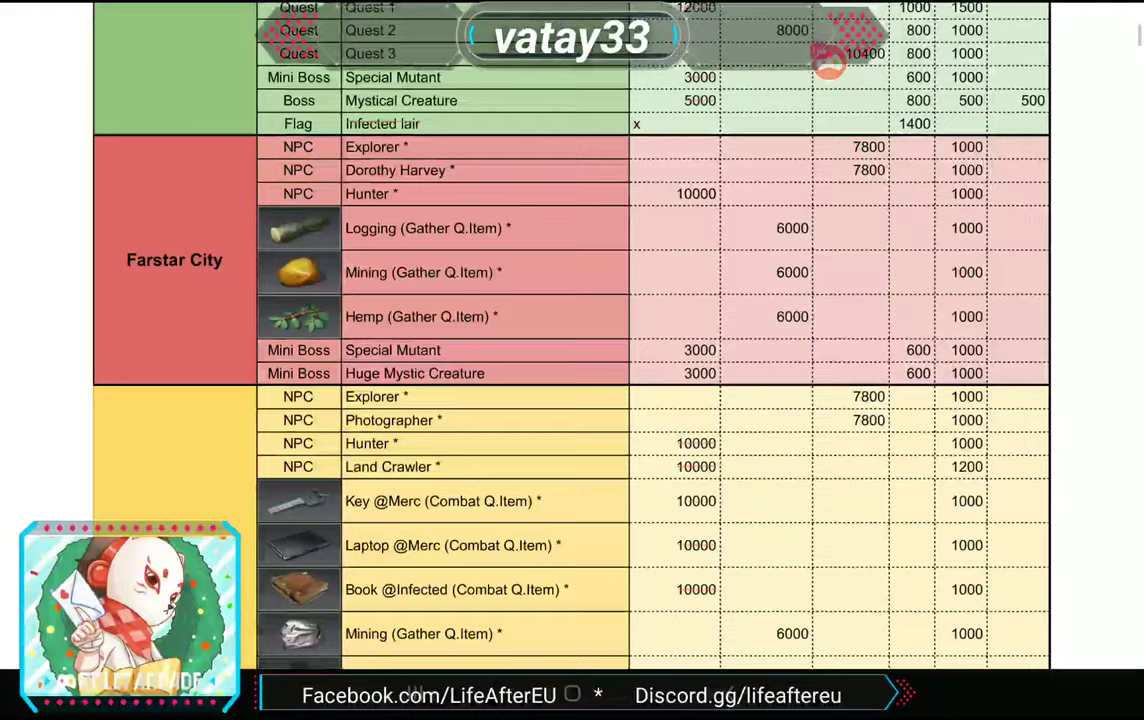 Quest Quest 1 12000 1000 1500
vatay33
Quest Quest 2 8000 800 1000
Quest Quest 3 10400 800 1000
Mini Boss Special Mutant 3000 600 1000
Boss Mystical Creature 5000 800 500 500
Flag Infected lair x 1400
Farstar City
NPC Explorer * 7800 1000
NPC Dorothy Harvey * 7800 1000
NPC Hunter * 10000 1000
Logging (Gather Q.Item) * 6000 1000
Mining (Gather Q.Item) * 6000 1000
Hemp (Gather Q.Item) * 6000 1000
Mini Boss Special Mutant 3000 600 1000
Mini Boss Huge Mystic Creature 3000 600 1000
NPC Explorer * 7800 1000
NPC Photographer * 7800 1000
NPC Hunter * 10000 1000
NPC Land Crawler * 10000 1200
Key @Merc (Combat Q.Item) * 10000 1000
Laptop @Merc (Combat Q.Item) * 10000 1000
Book @Infected (Combat Q.Item) * 10000 1000
Mining (Gather Q.Item) * 6000 1000
Facebook.com/LifeAfterEU * Discord.gg/lifeaftereu